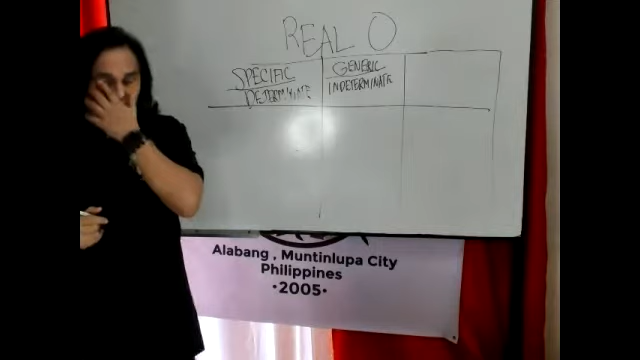 REAL O
SPECIFIC
DETERMINATE
GENERIC
INDETERMINATE
Alabang , Muntinlupa City
Philippines
•2005•